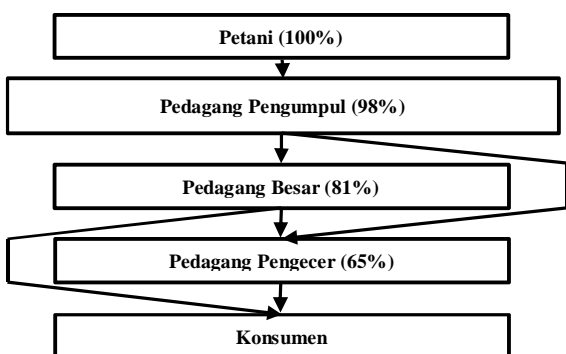 Petani (100%)
Pedagang Pengumpul (98%)
Pedagang Besar (81%)
Pedagang Pengecer (65%)
Konsumen